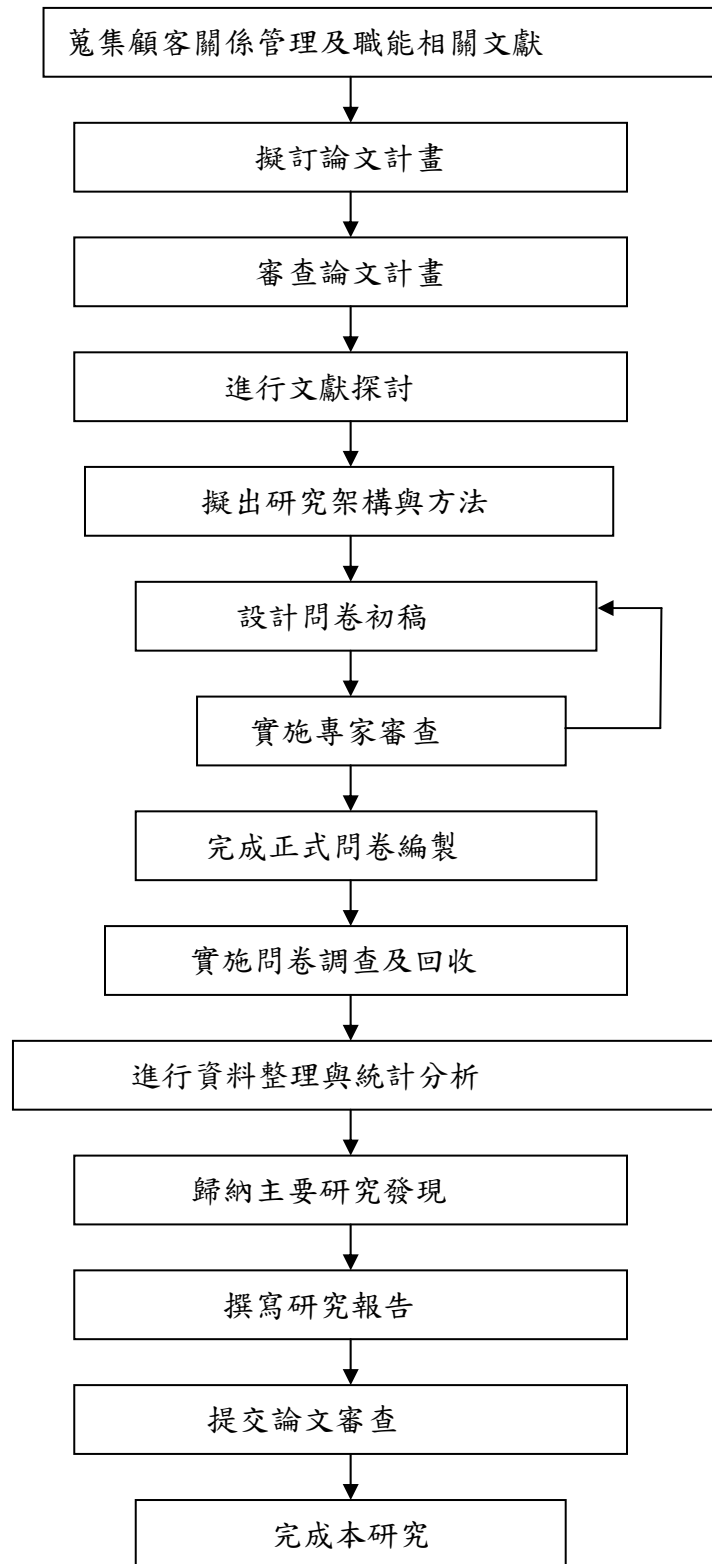 蒐集顧客關係管理及職能相關文獻
擬訂論文計畫
審查論文計畫
進行文獻探討
擬出研究架構與方法
設計問卷初稿
實施專家審查
完成正式問卷編製
實施問卷調查及回收
進行資料整理與統計分析
歸納主要研究發現
撰寫研究報告
提交論文審查
完成本研究